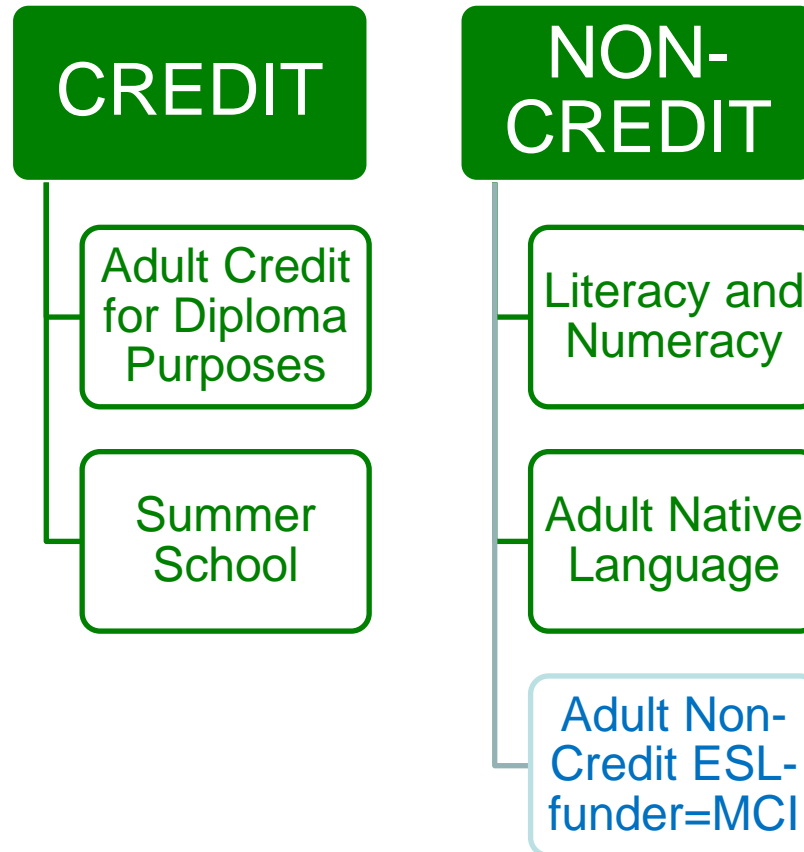 CREDIT
Adult Credit
for Diploma
Purposes
Summer
School
NON-
CREDIT
Literacy and
Numeracy
Adult Native
Language
Adult Non-
Credit ESL-
funder=MCI